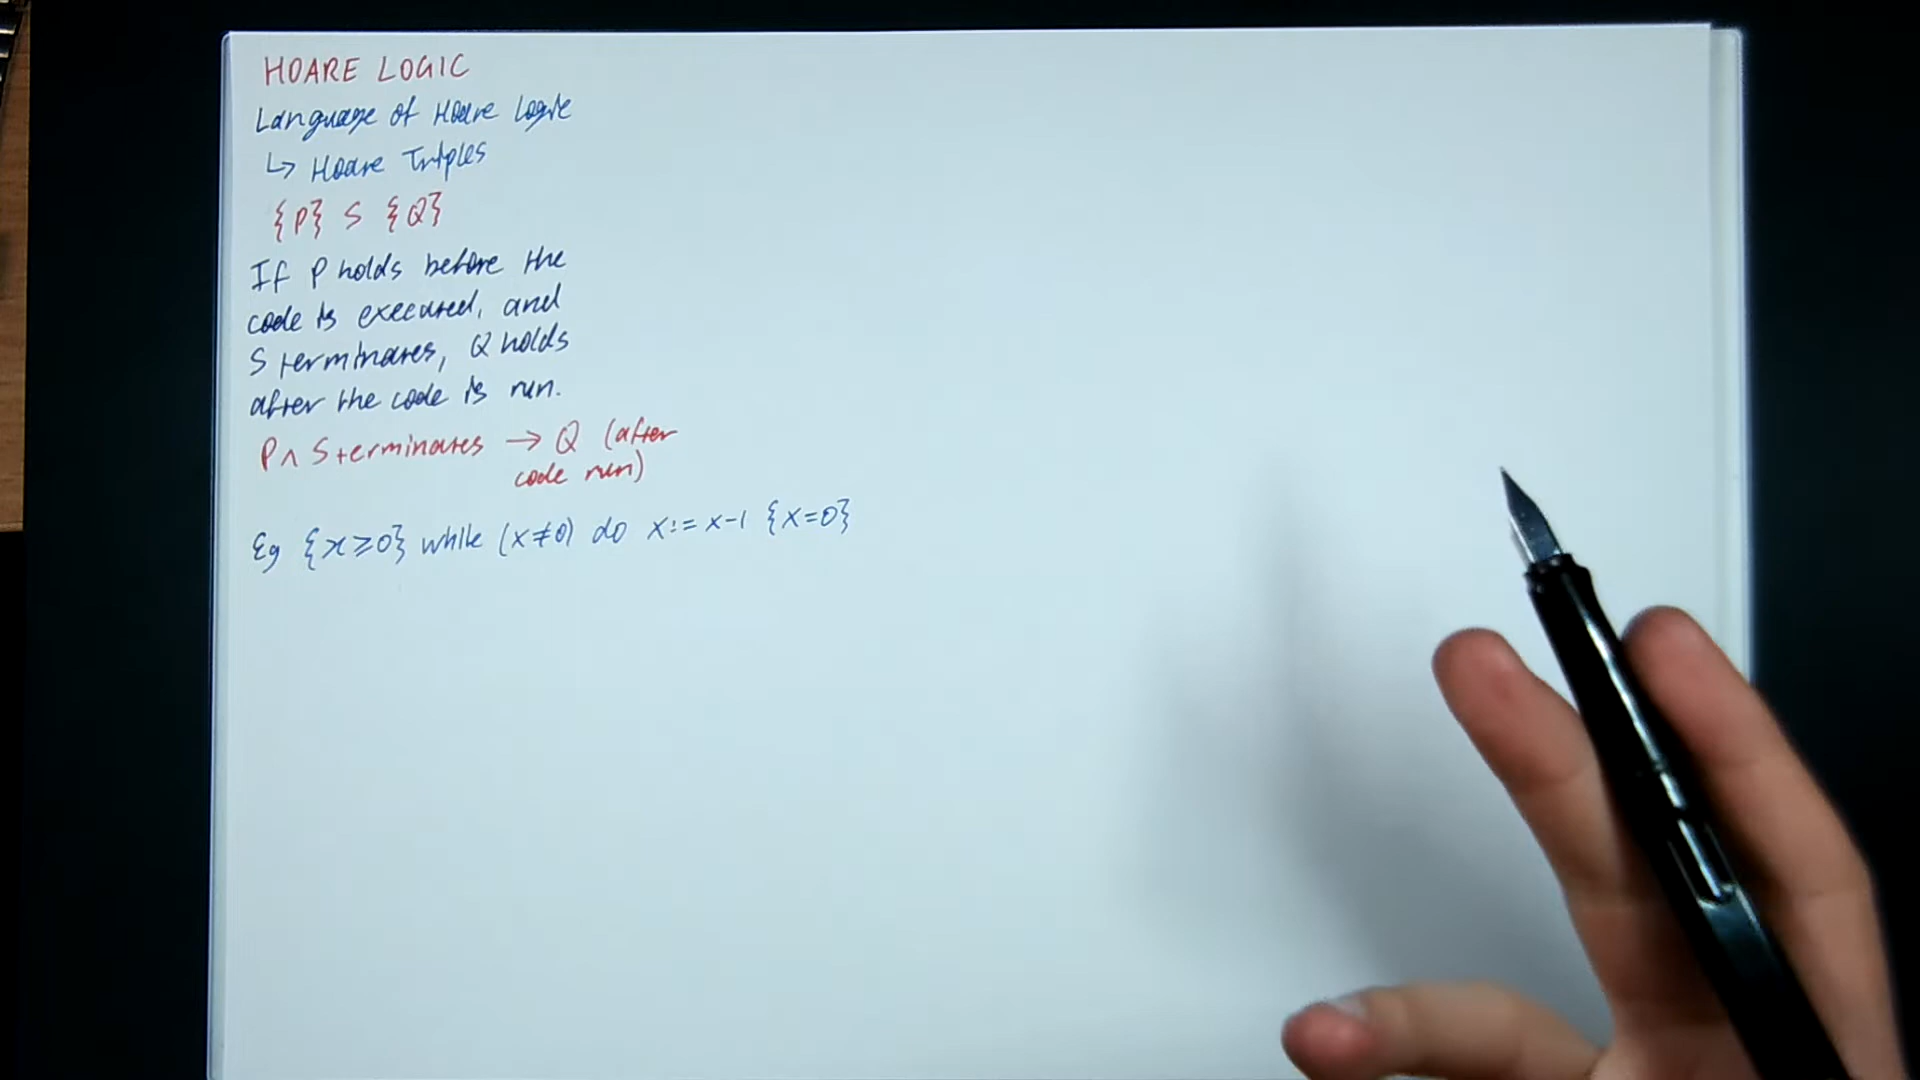 HOARE LOGIC
Language of Hoare Logic
↳ Hoare Triples
{P} S {Q}
If P holds before the
code is executed, and
S terminates, Q holds
after the code is run.
P ∧ S terminates → Q (after
code run)
Eg {x≥0} while (x≠0) do x:= x-1 {x=0}